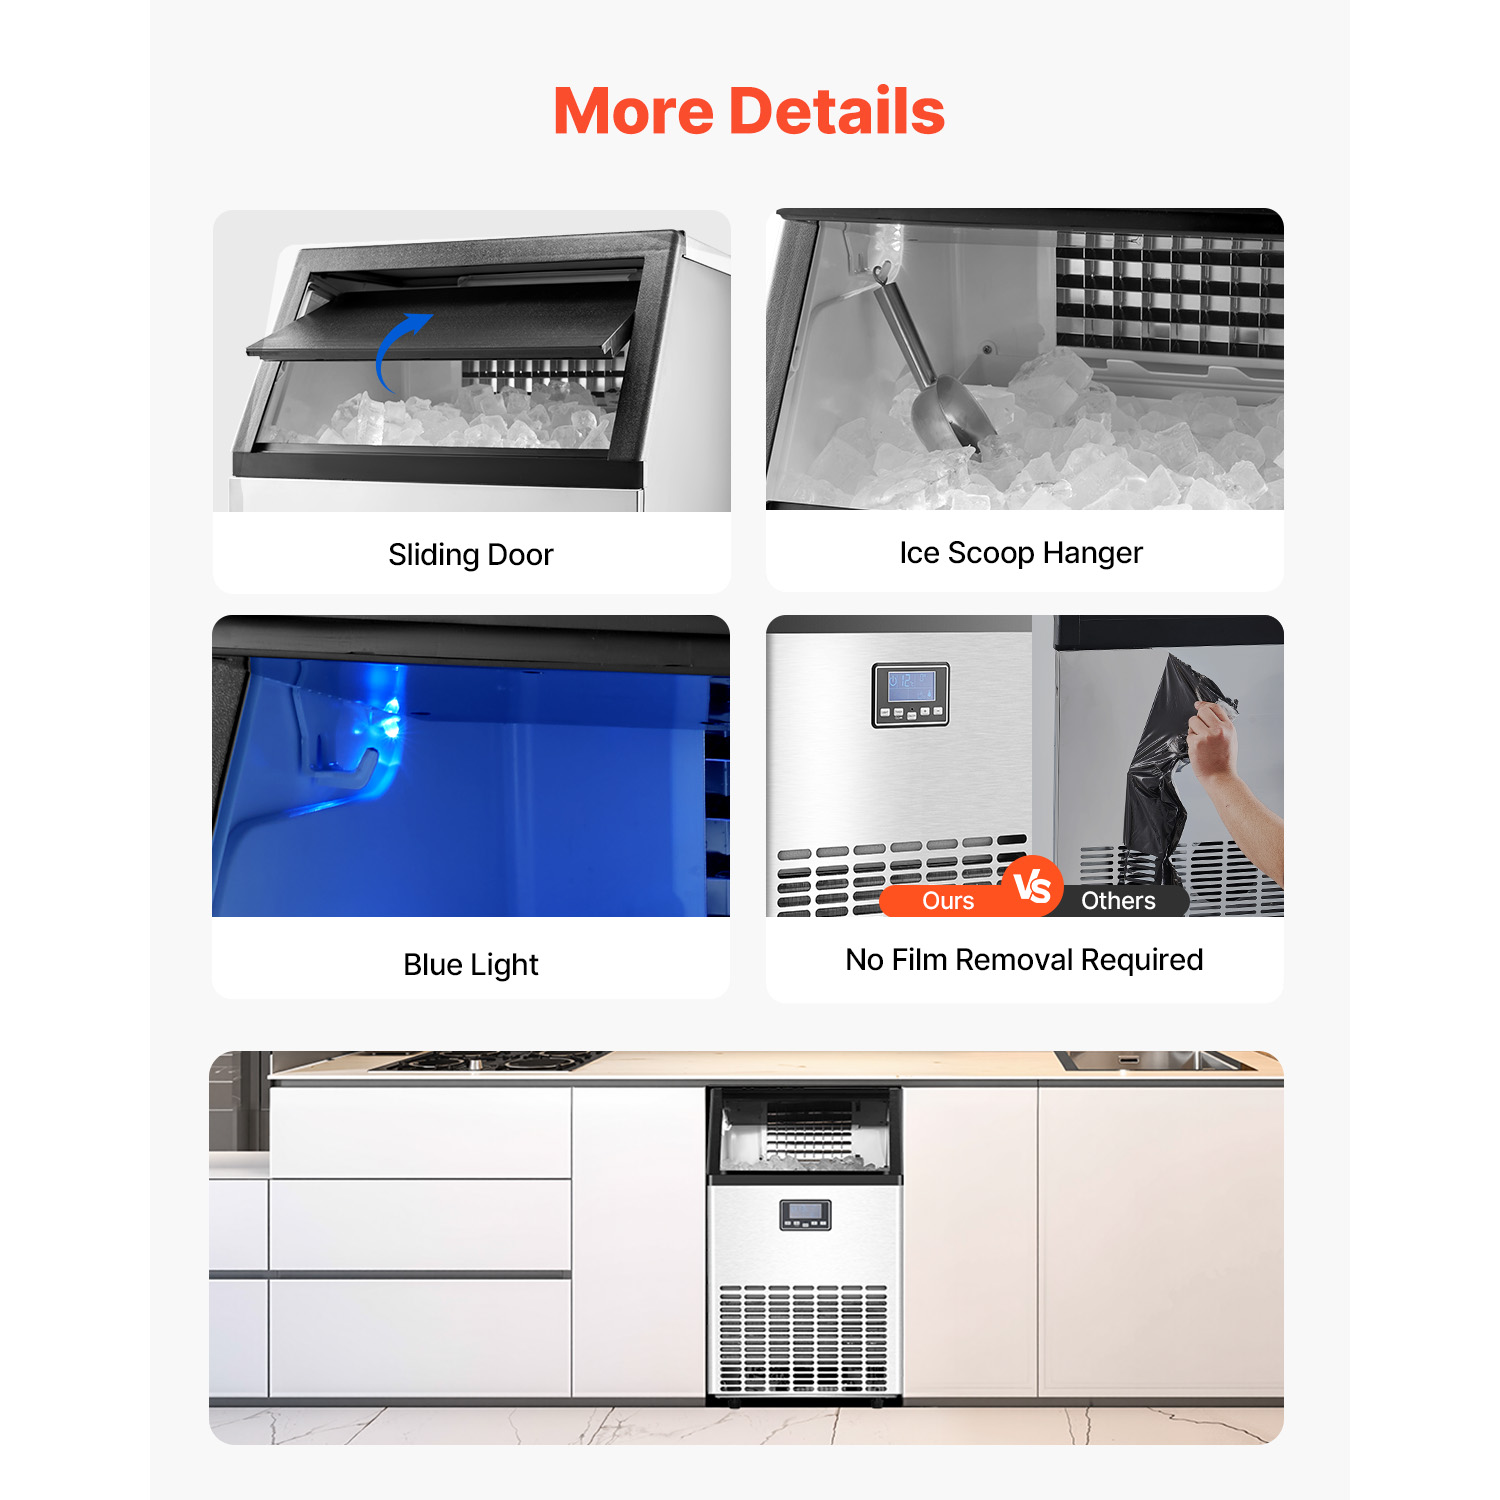 More Details
Sliding Door
Ice Scoop Hanger
Blue Light
Ours
VS
Others
No Film Removal Required